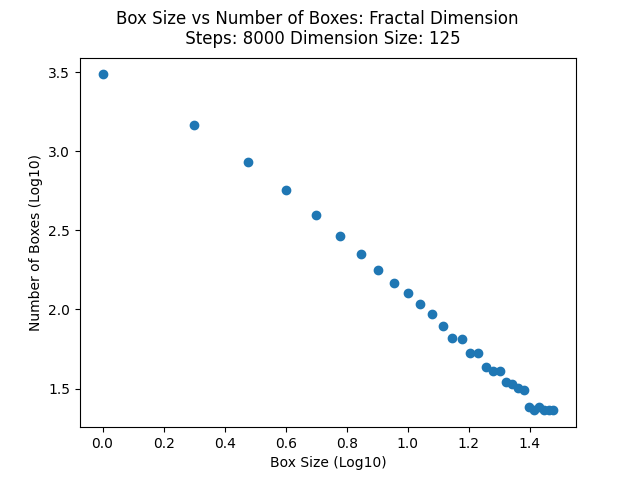 Box Size vs Number of Boxes: Fractal Dimension
Steps: 8000 Dimension Size: 125
3.5
3.0
2.5
2.0
1.5
Number of Boxes (Log10)
0.0 0.2 0.4 0.6 0.8 1.0 1.2 1.4
Box Size (Log10)